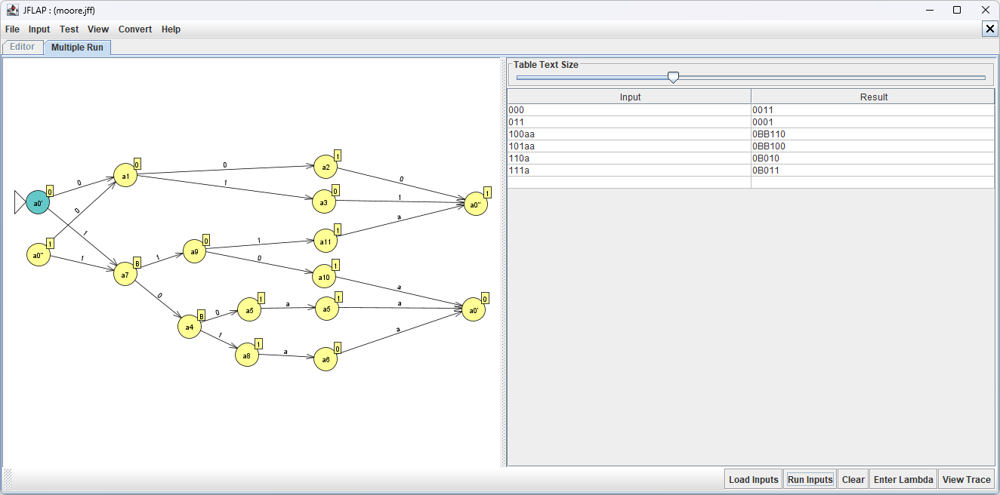 JFLAP : (moore.jff)
File Input Test View Convert Help
Editor Multiple Run
Table Text Size
Input Result
000 0011
011 0001
100aa 0BB110
101aa 0BB100
110a 0B010
111a 0B011
a0' 0
a0'' 1
a1 0
a7 B
a9 0
a4 B
a5 1
a8 1
a2 1
a3 0
a11 1
a10 1
a5 1
a6 0
a0'' 1
a0' 0
0
1
0
1
0
1
0
1
1
0
1
0
0
1
a
a
a
a
a
a
Load Inputs Run Inputs Clear Enter Lambda View Trace